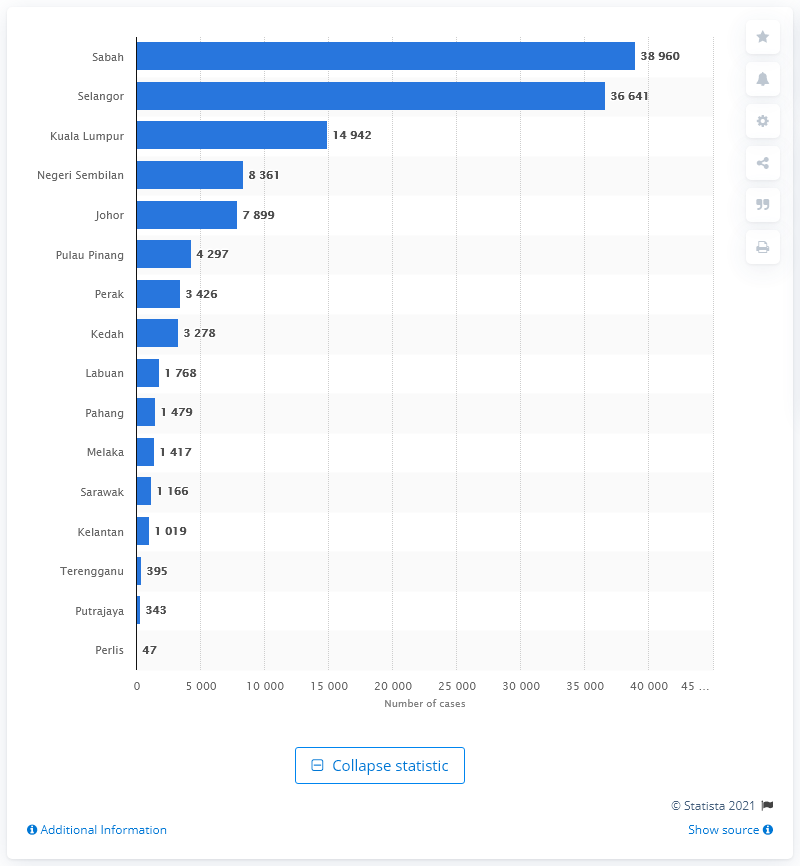 Sabah 38 960
Selangor 36 641
Kuala Lumpur 14 942
Negeri Sembilan 8 361
Johor 7 899
Pulau Pinang 4 297
Perak 3 426
Kedah 3 278
Labuan 1 768
Pahang 1 479
Melaka 1 417
Sarawak 1 166
Kelantan 1 019
Terengganu 395
Putrajaya 343
Perlis 47
0 5 000 10 000 15 000 20 000 25 000 30 000 35 000 40 000 45 ...
Number of cases
Collapse statistic
© Statista 2021
Additional Information Show source